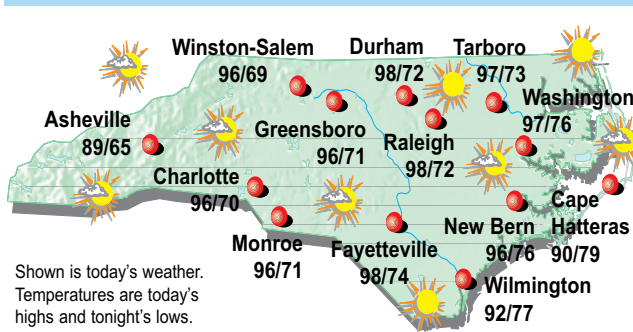 Winston-Salem
96/69
Durham
98/72
Tarboro
97/73
Washington
97/76
Asheville
89/65
Greensboro
96/71
Raleigh
98/72
Charlotte
96/70
Monroe
96/71
Fayetteville
98/74
New Bern
96/76
Cape
Hatteras
90/79
Wilmington
92/77
Shown is today's weather.
Temperatures are today's
highs and tonight's lows.